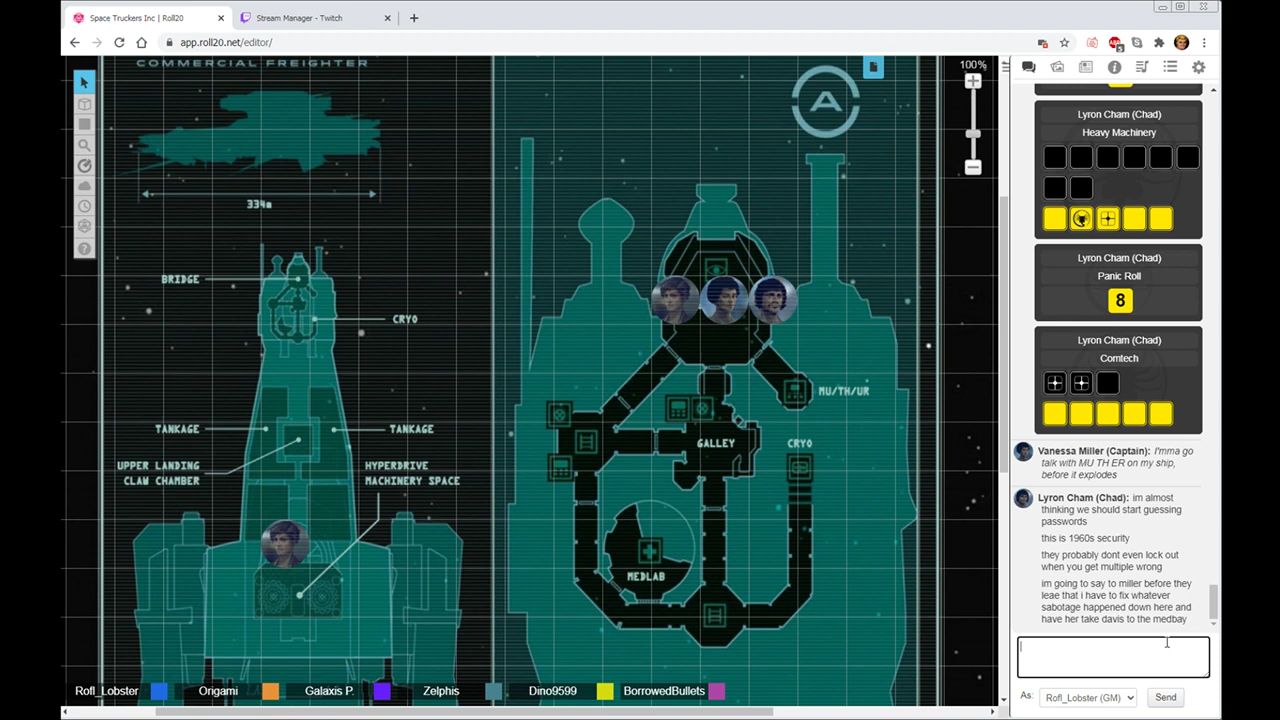 Space Truckers Inc | Roll20
Stream Manager - Twitch
app.roll20.net/editor/
5
COMMERCIAL FREIGHTER
334m
BRIDGE
CRYO
TANKAGE
TANKAGE
UPPER LANDING
CLAW CHAMBER
HYPERDRIVE
MACHINERY SPACE
A
MU/TH/UR
GALLEY
CRYO
MEDLAB
100%
Lyron Cham (Chad)
Heavy Machinery
Lyron Cham (Chad)
Panic Roll
8
Lyron Cham (Chad)
Comtech
Vanessa Miller (Captain): I'mma go
talk with MU TH ER on my ship,
before it explodes
Lyron Cham (Chad): im almost
thinking we should start guessing
passwords
this is 1960s security
they probably dont even lock out
when you get multiple wrong
im going to say to miller before they
leae that i have to fix whatever
sabotage happened down here and
have her take davis to the medbay
As: Rofl_Lobster (GM) Send
Rofl_Lobster Origami Galaxis P. Zelphis Dino9599 BorrowedBullets